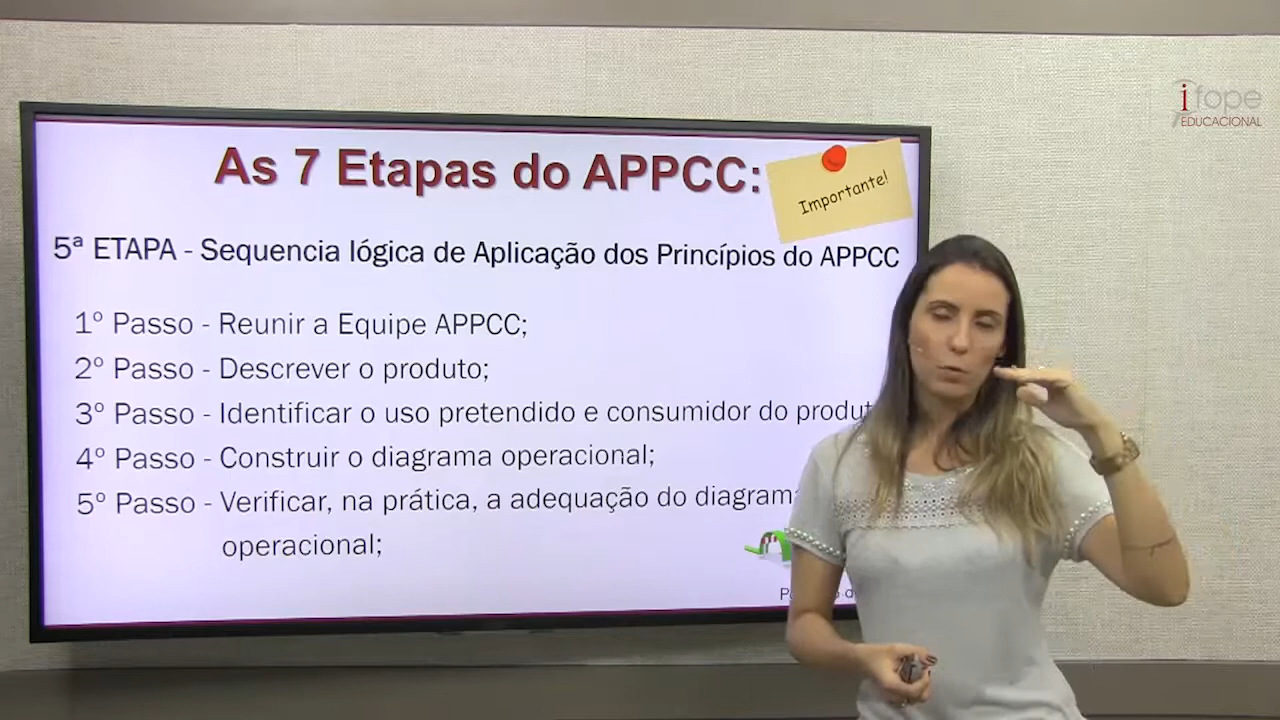 ifope
EDUCACIONAL
As 7 Etapas do APPCC:
Importante!
5ª ETAPA - Sequencia lógica de Aplicação dos Princípios do APPCC
1º Passo - Reunir a Equipe APPCC;
2º Passo - Descrever o produto;
3º Passo - Identificar o uso pretendido e consumidor do
4º Passo - Construir o diagrama operacional;
5º Passo - Verificar, na prática, a adequação do diagrama
operacional;